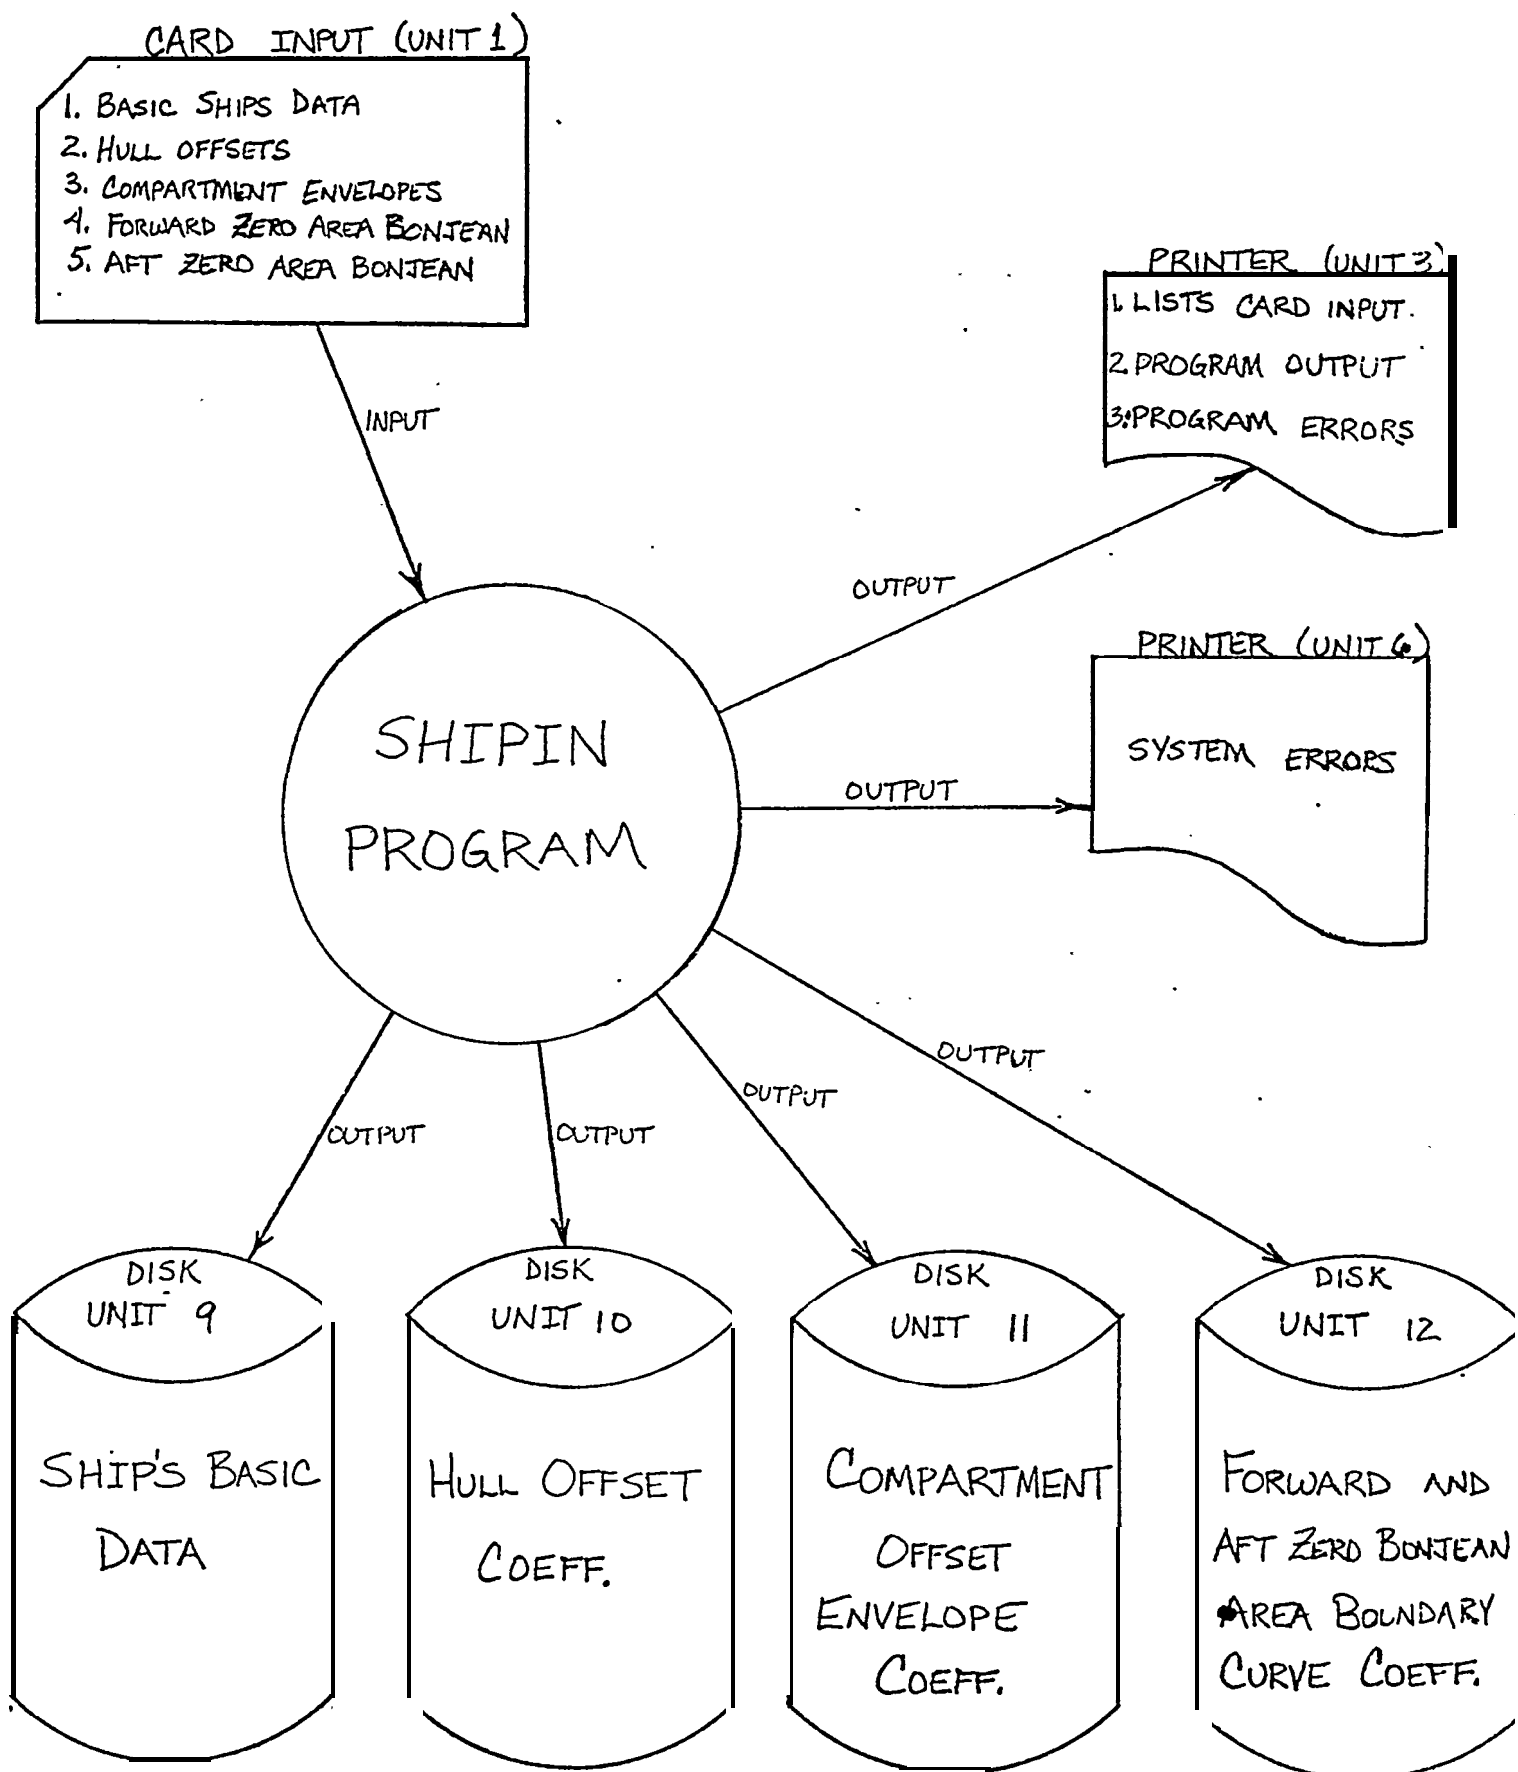 CARD INPUT (UNIT 1)
1. BASIC SHIPS DATA
2. HULL OFFSETS
3. COMPARTMENT ENVELOPES
4. FORWARD ZERO AREA BONJEAN
5. AFT ZERO AREA BONJEAN
INPUT
PRINTER (UNIT 3)
1. LISTS CARD INPUT.
2. PROGRAM OUTPUT
3. PROGRAM ERRORS
OUTPUT
PRINTER (UNIT 6)
SYSTEM ERRORS
OUTPUT
SHIPIN
PROGRAM
OUTPUT
OUTPUT
OUTPUT
OUTPUT
DISK
UNIT 9
SHIP'S BASIC
DATA
DISK
UNIT 10
HULL OFFSET
COEFF.
DISK
UNIT 11
COMPARTMENT
OFFSET
ENVELOPE
COEFF.
DISK
UNIT 12
FORWARD AND
AFT ZERO BONJEAN
AREA BOUNDARY
CURVE COEFF.